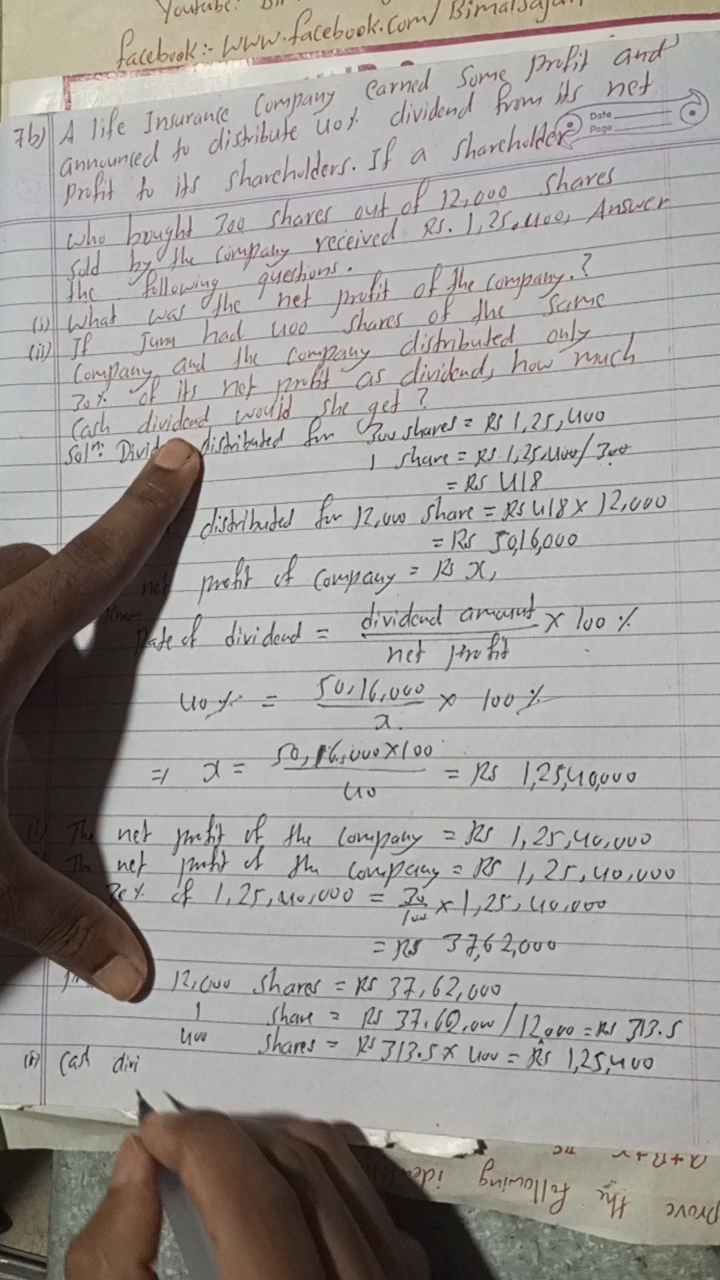 Youtube:
facebook:- www.facebook.com/Bimalsajan
Date
Page
7b) A life Insurance Company earned some profit and
announced to distribute 40% dividend from its net
profit to its shareholders. If a shareholder
who bought 300 shares out of 12,000 shares
sold by the company received Rs. 1,25,400, Answer
the following questions.
(i) What was the net profit of the company?
(ii) If had 400 shares of the same
Company and the company distributed only
30% of its net profit as dividend, how much
Cash dividend would she get?
Soln: distributed for 300 shares = Rs 1,25,400
1 share = Rs 1,25,400/300
= Rs 418
distributed for 12,000 share = Rs 418 × 12,000
= Rs 50,16,000
net profit of company = Rs x,
Rate of dividend = dividend amount / net profit × 100%
40% = 50,16,000 / x × 100%
⇒ x = 50,16,000×100 / 40 = Rs 1,25,40,000
(i) The net profit of the company = Rs 1,25,40,000
The net profit of the company = Rs 1,25,40,000
30% of 1,25,40,000 = 30/100 × 1,25,40,000
= Rs 37,62,000
12,000 shares = Rs 37,62,000
1 share = Rs /12,000 = Rs 313.5
400 shares = Rs 313.5 × 400 = Rs 1,25,400
(ii) Cash divi
prove the following